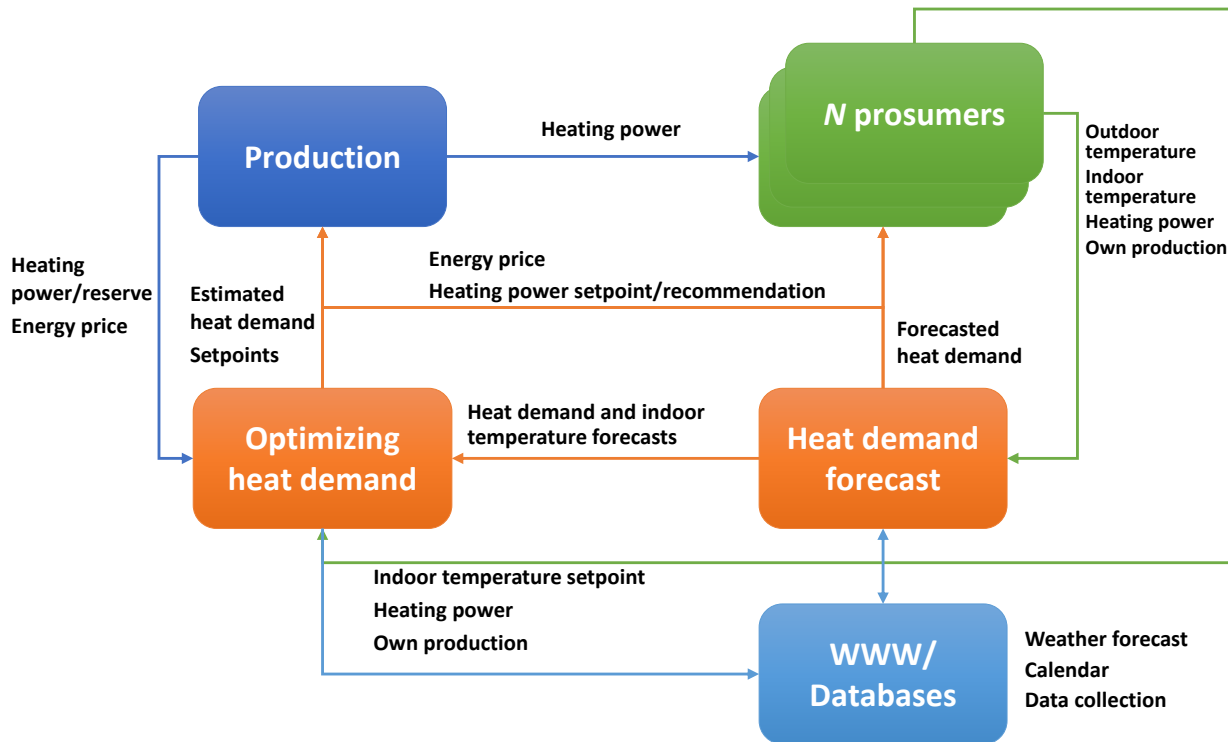 N prosumers
Production
Heating power
Outdoor
temperature
Indoor
temperature
Heating power
Own production
Heating
power/reserve
Energy price
Estimated
heat demand
Setpoints
Energy price
Heating power setpoint/recommendation
Forecasted
heat demand
Optimizing
heat demand
Heat demand and indoor
temperature forecasts
Heat demand
forecast
Indoor temperature setpoint
Heating power
Own production
WWW/
Databases
Weather forecast
Calendar
Data collection